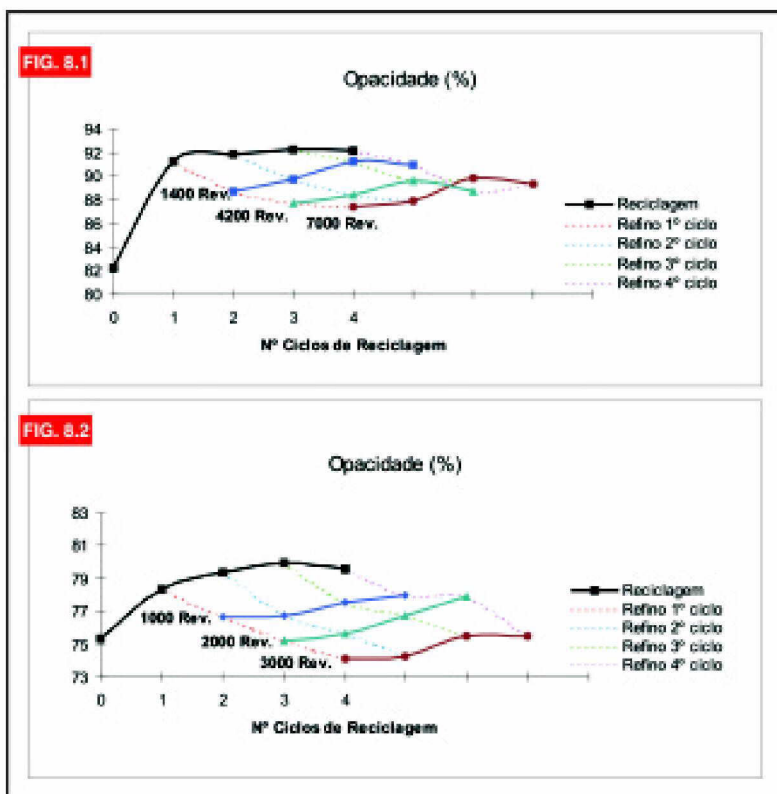 FIG. 8.1
Opacidade (%)
94
92
90
88
86
84
82
80
1400 Rev.
4200 Rev.
7000 Rev.
0 1 2 3 4
Nº Ciclos de Reciclagem
Reciclagem
Refino 1º ciclo
Refino 2º ciclo
Refino 3º ciclo
Refino 4º ciclo
FIG. 8.2
Opacidade (%)
83
81
79
77
75
73
1000 Rev.
2000 Rev.
3000 Rev.
0 1 2 3 4
Nº Ciclos de Reciclagem
Reciclagem
Refino 1º ciclo
Refino 2º ciclo
Refino 3º ciclo
Refino 4º ciclo